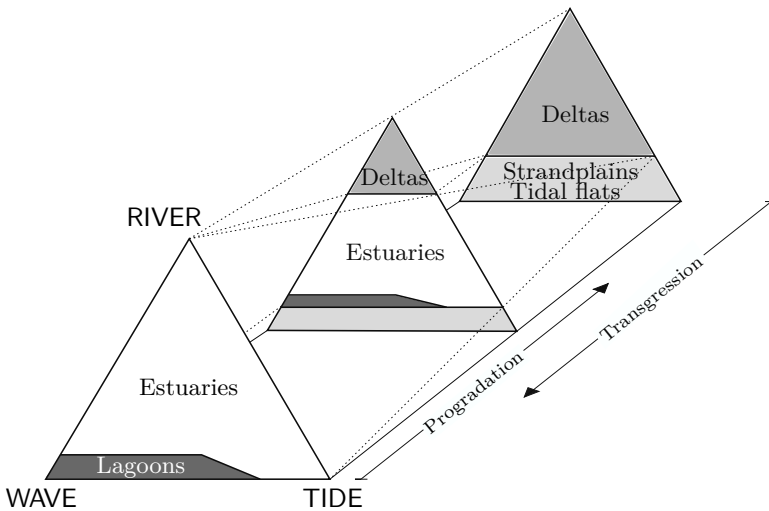 Deltas
Strandplains
Tidal flats
Deltas
RIVER
Estuaries
Transgression
Progradation
Estuaries
Lagoons
WAVE
TIDE